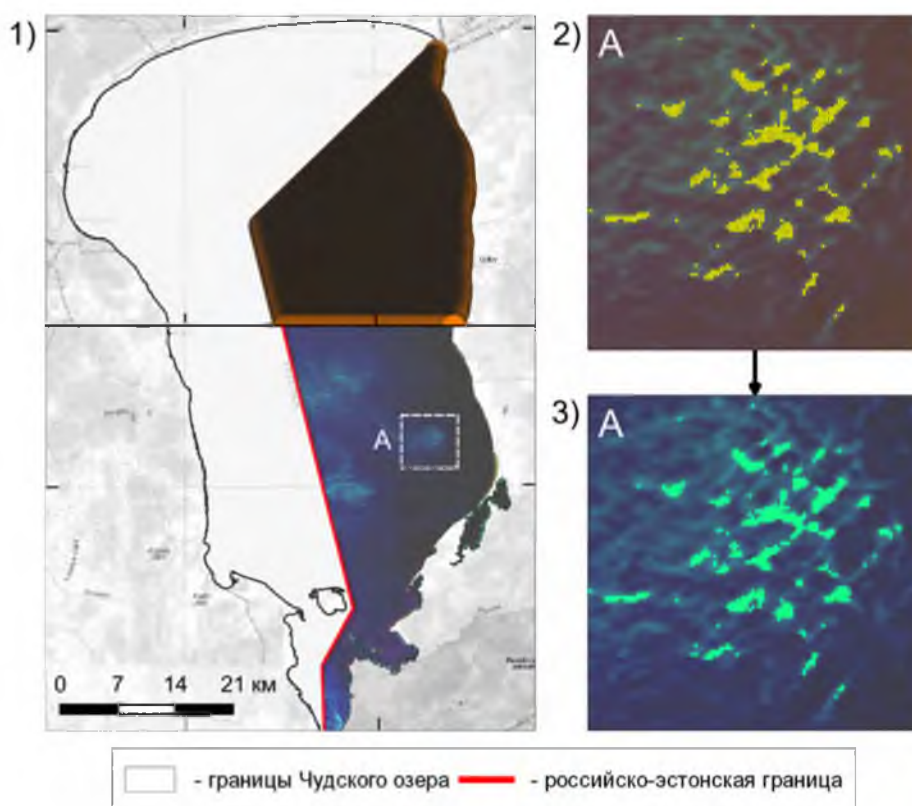 1)
2)
A
A
3)
A
0 7 14 21 км
- границы Чудского озера - российско-эстонская граница